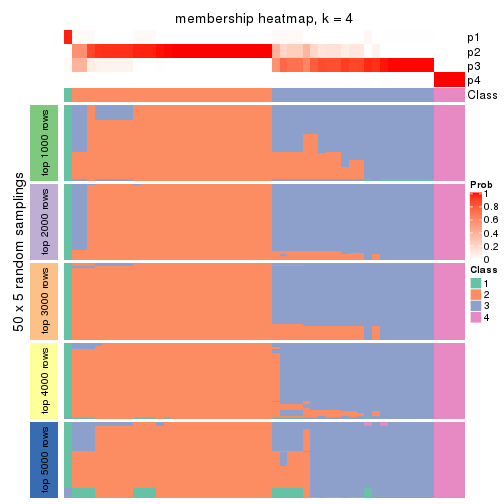 membership heatmap, k = 4
p1
p2
p3
p4
Class
50 x 5 random samplings
top 1000 rows
top 2000 rows
top 3000 rows
top 4000 rows
top 5000 rows
Prob
1
0.8
0.6
0.4
0.2
0
Class
1
2
3
4